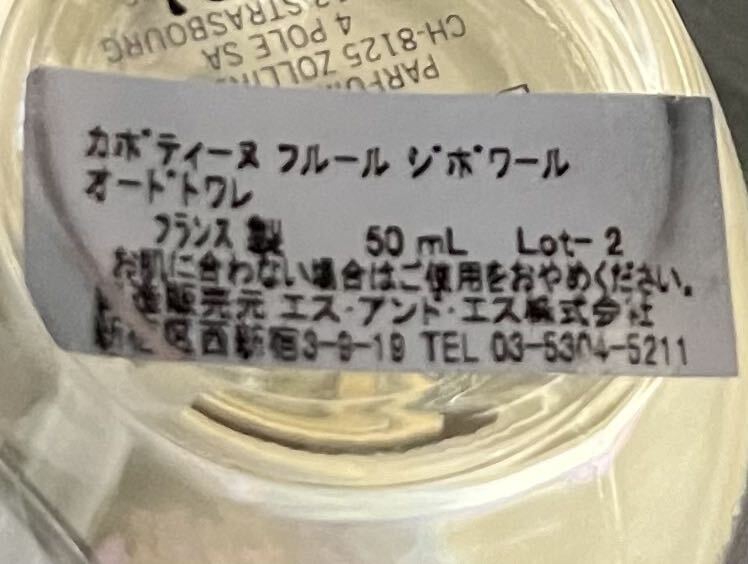 STRASBOURG
4 POLE SA
CH-8125 ZOLLI
PARFU
カボティーヌ フルール ジボワール
オードトワレ
フランス 製 50 mL Lot- 2
お肌に合わない場合はご使用をおやめください。
販売元 エス・アンド・エス株式会社
区西新宿3-9-19 TEL 03-5304-5211